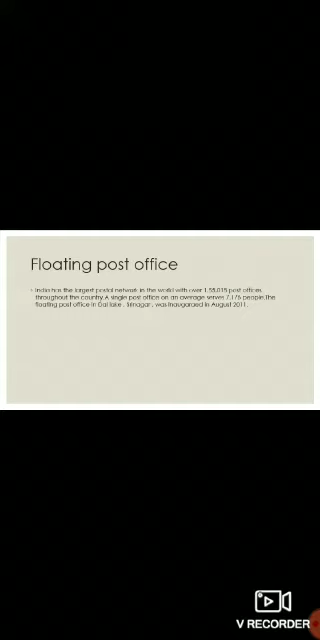 Floating post office
India has the largest postal network in the world with over 1,55,015 post offices
throughout the country.A single post office on an average serves 7,176 people.The
floating post office in Dal lake , Srinagar , was inaugarded in August 2011.
V RECORDER